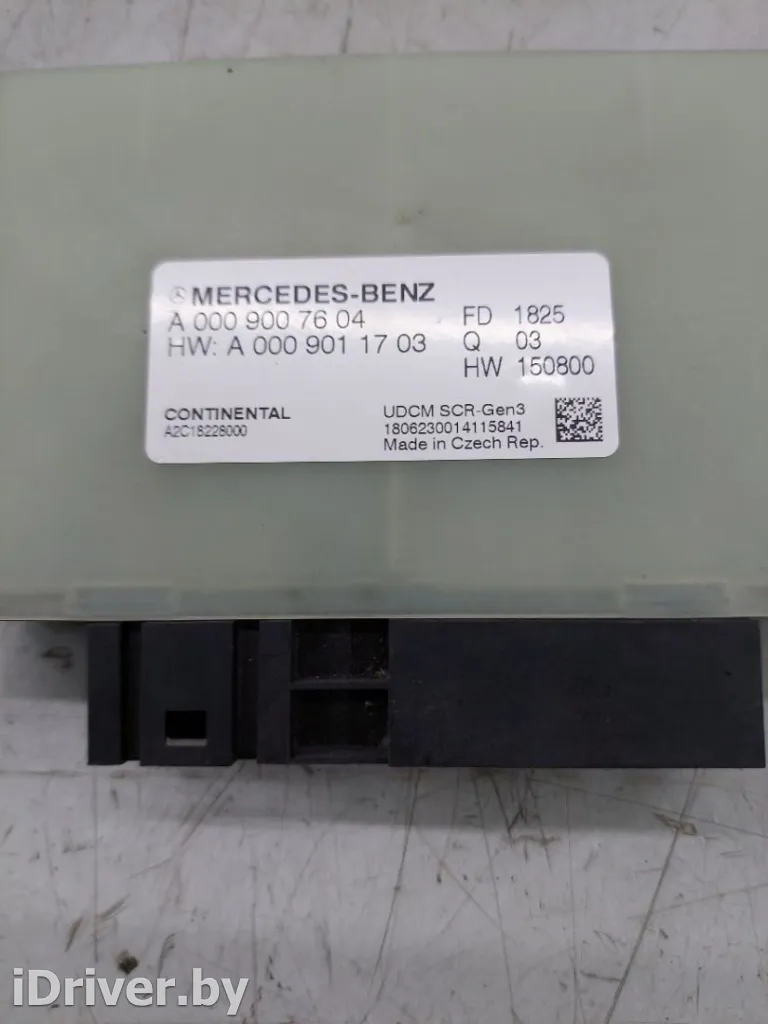 MERCEDES-BENZ
A 000 900 76 04
HW: A 000 901 17 03
FD 1825
Q 03
HW 150800
CONTINENTAL
A2C18228000
UDCM SCR-Gen3
1806230014115841
Made in Czech Rep.
iDriver.by